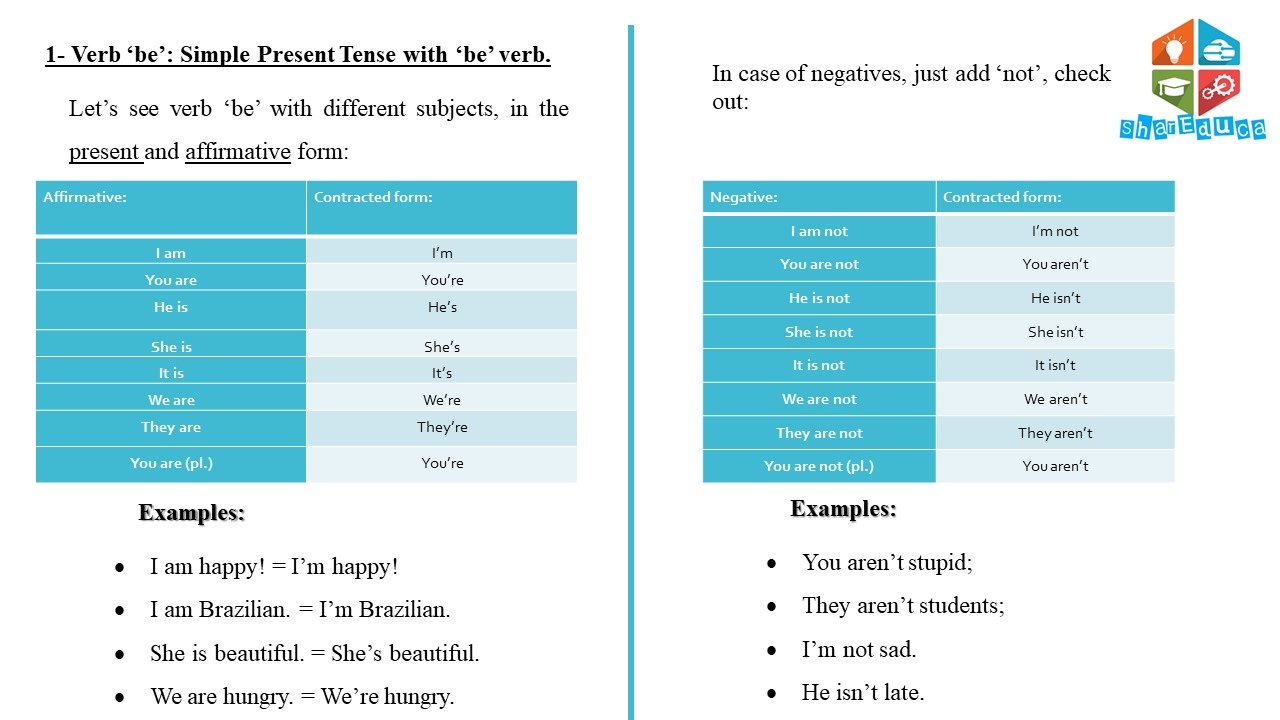 1- Verb ‘be’: Simple Present Tense with ‘be’ verb.
Let’s see verb ‘be’ with different subjects, in the
present and affirmative form:
Affirmative: Contracted form:
I am I’m
You are You’re
He is He’s
She is She’s
It is It’s
We are We’re
They are They’re
You are (pl.) You’re
Examples:
• I am happy! = I’m happy!
• I am Brazilian. = I’m Brazilian.
• She is beautiful. = She’s beautiful.
• We are hungry. = We’re hungry.
In case of negatives, just add ‘not’, check
out:
sharEduca
Negative: Contracted form:
I am not I’m not
You are not You aren’t
He is not He isn’t
She is not She isn’t
It is not It isn’t
We are not We aren’t
They are not They aren’t
You are not (pl.) You aren’t
Examples:
• You aren’t stupid;
• They aren’t students;
• I’m not sad.
• He isn’t late.